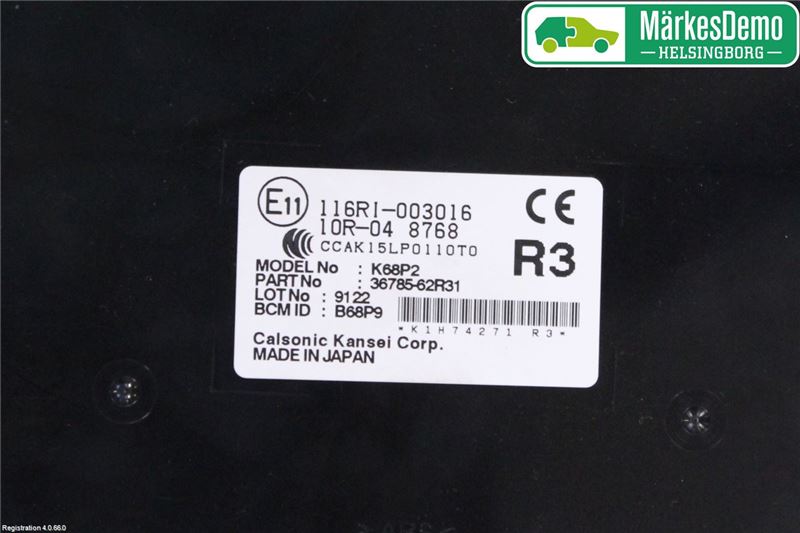 MärkesDemo
HELSINGBORG
E11
116RI-003016
10R-04 8768
CCAK15LP0110T0
CE
R3
MODEL No : K68P2
PART No : 36785-62R31
LOT No : 9122
BCM ID : B68P9
*K1H74271 R3*
Calsonic Kansei Corp.
MADE IN JAPAN
Registration 4.0.66.0